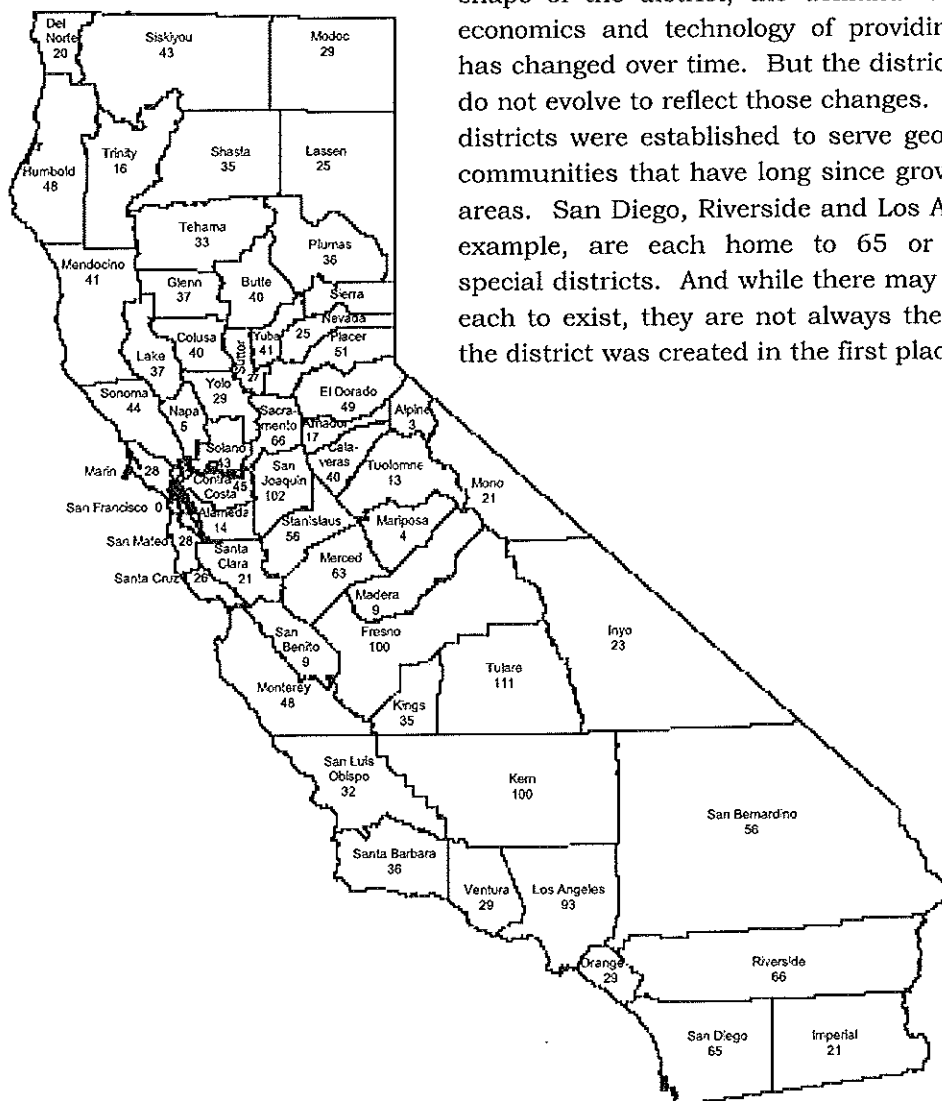 shape of the district, the demand
economics and technology of providin
has changed over time. But the distric
do not evolve to reflect those changes.
districts were established to serve geo
communities that have long since grov
areas. San Diego, Riverside and Los A
example, are each home to 65 or
special districts. And while there may
each to exist, they are not always the
the district was created in the first plac
Del
Norte
20
Siskiyou
43
Modoc
29
Humbold
48
Trinity
16
Shasta
35
Lassen
25
Tehama
33
Plumas
36
Mendocino
41
Glenn
37
Butte
40
Sierra
Nevada
25
Placer
51
Colusa
40
Sutter
27
Yuba
41
Lake
37
Yolo
29
El Dorado
49
Sonoma
44
Napa
5
Sacra-
mento
66
Amador
17
Alpine
3
Solano
43
Cala-
veras
40
Tuolomne
13
Mono
21
Marin
28
Contra
Costa
45
San
Joaquin
102
San Francisco 0
Alameda
14
Stanislaus
56
Mariposa
4
San Mateo
28
Santa
Clara
21
Merced
63
Santa Cruz
26
Madera
9
San
Benito
9
Fresno
100
Inyo
23
Tulare
111
Monterey
48
Kings
35
San Luis
Obispo
32
Kern
100
San Bernardino
56
Santa Barbara
36
Ventura
29
Los Angeles
93
Orange
29
Riverside
66
San Diego
65
Imperial
21